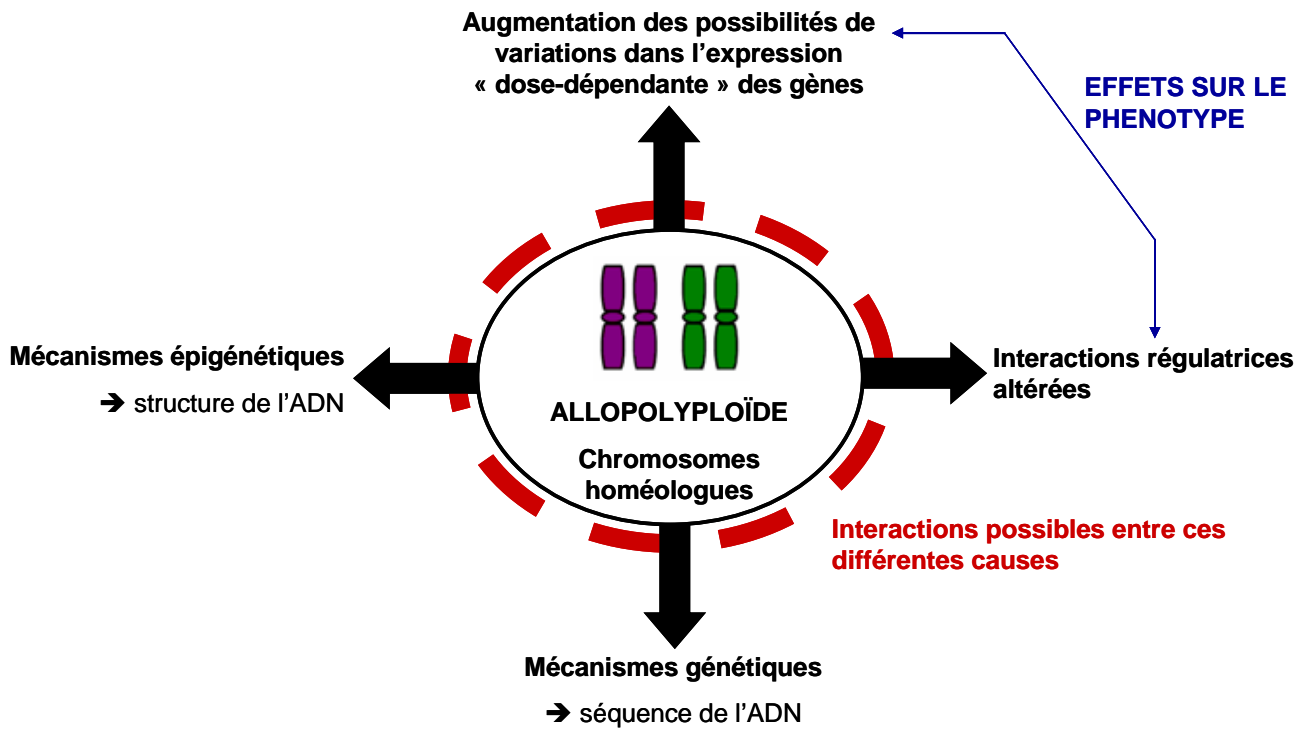 Augmentation des possibilités de
variations dans l'expression
« dose-dépendante » des gènes
EFFETS SUR LE
PHENOTYPE
Mécanismes épigénétiques
➔ structure de l'ADN
ALLOPOLYPLOÏDE
Chromosomes
homéologues
Interactions régulatrices
altérées
Interactions possibles entre ces
différentes causes
Mécanismes génétiques
➔ séquence de l'ADN